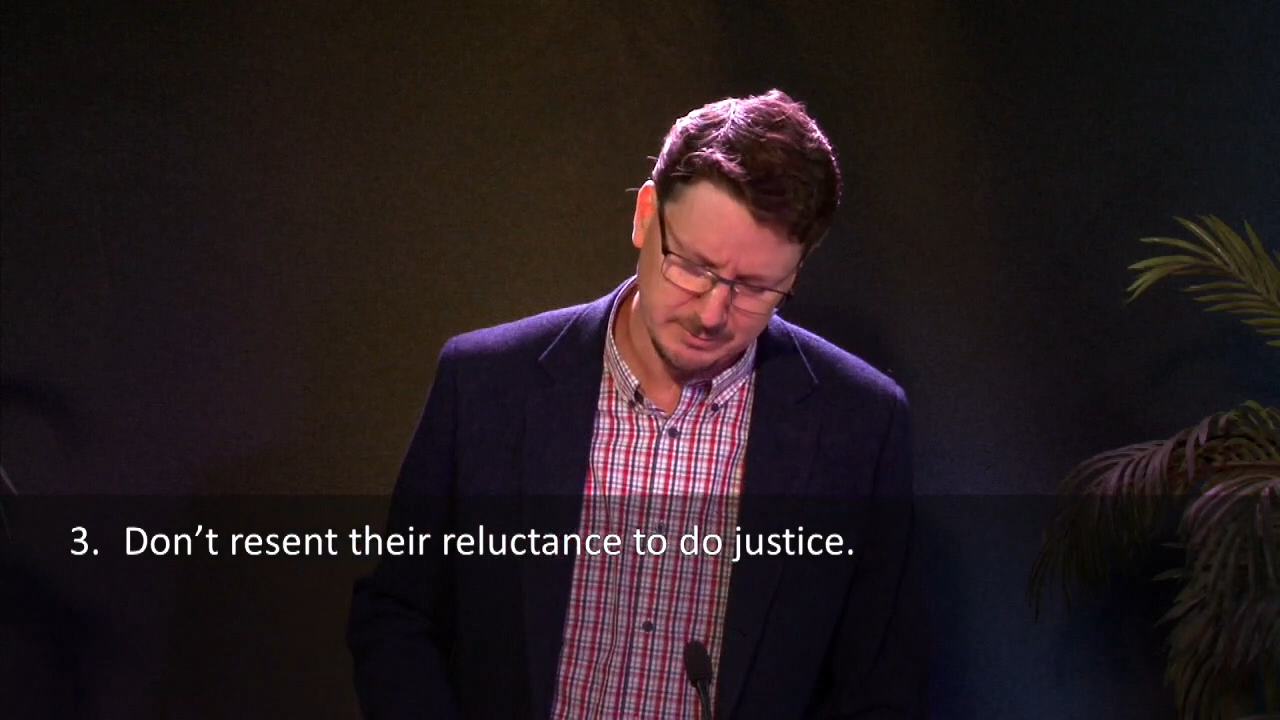 3. Don’t resent their reluctance to do justice.